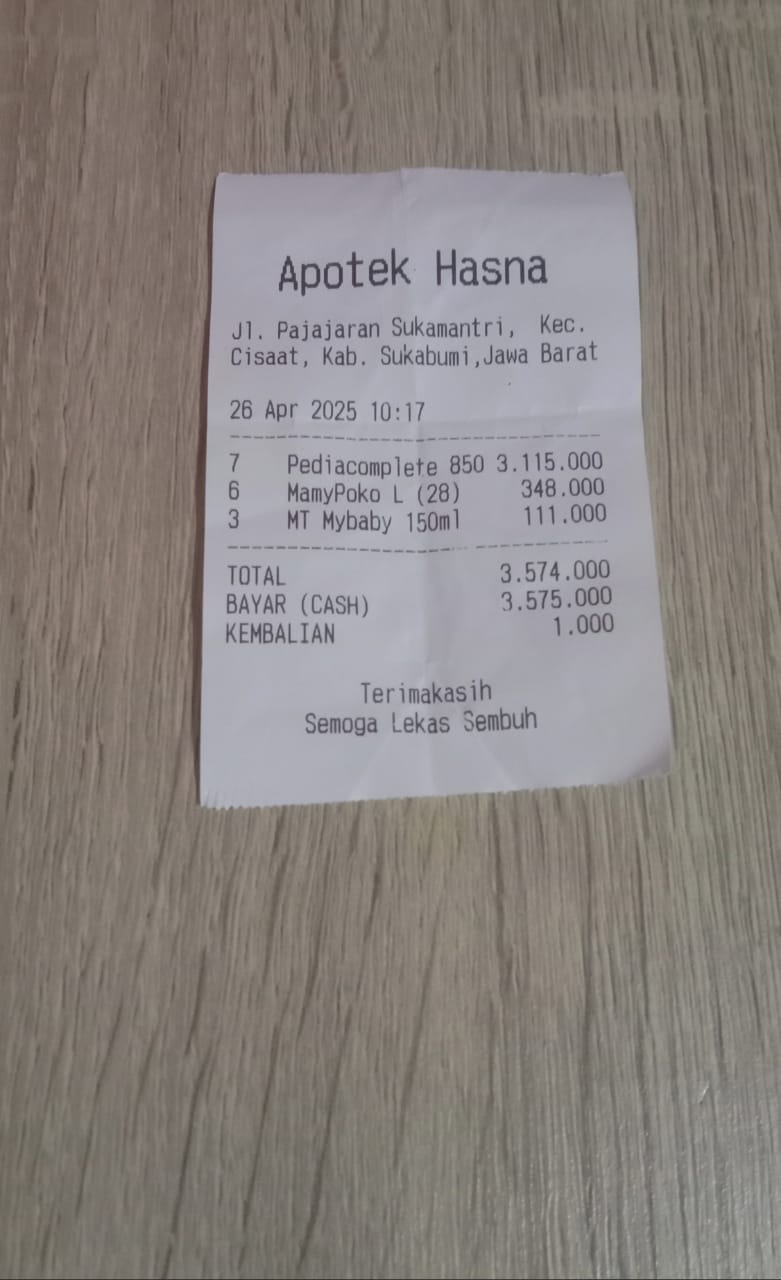 Apotek Hasna
Jl. Pajajaran Sukamantri, Kec.
Cisaat, Kab. Sukabumi,Jawa Barat
26 Apr 2025 10:17
7 Pediacomplete 850 3.115.000
6 MamyPoko L (28) 348.000
3 MT Mybaby 150ml 111.000
TOTAL 3.574.000
BAYAR (CASH) 3.575.000
KEMBALIAN 1.000
Terimakasih
Semoga Lekas Sembuh